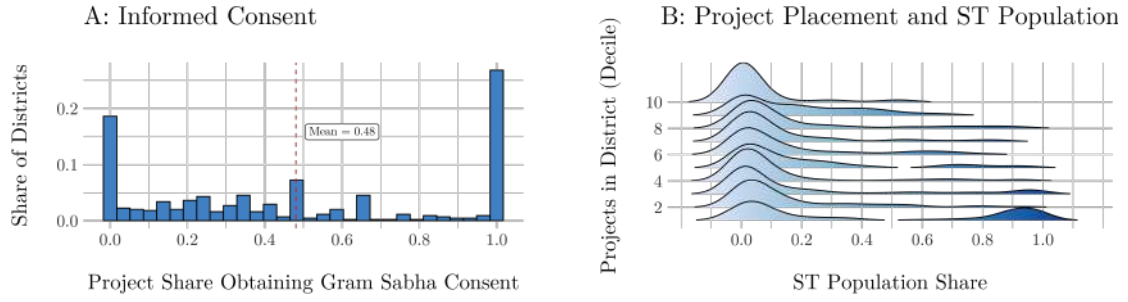 A: Informed Consent
Share of Districts
0.2
0.1
0.0
Mean = 0.48
0.0 0.2 0.4 0.6 0.8 1.0
Project Share Obtaining Gram Sabha Consent
B: Project Placement and ST Population
Projects in District (Decile)
10
8
6
4
2
0.0 0.2 0.4 0.6 0.8 1.0
ST Population Share